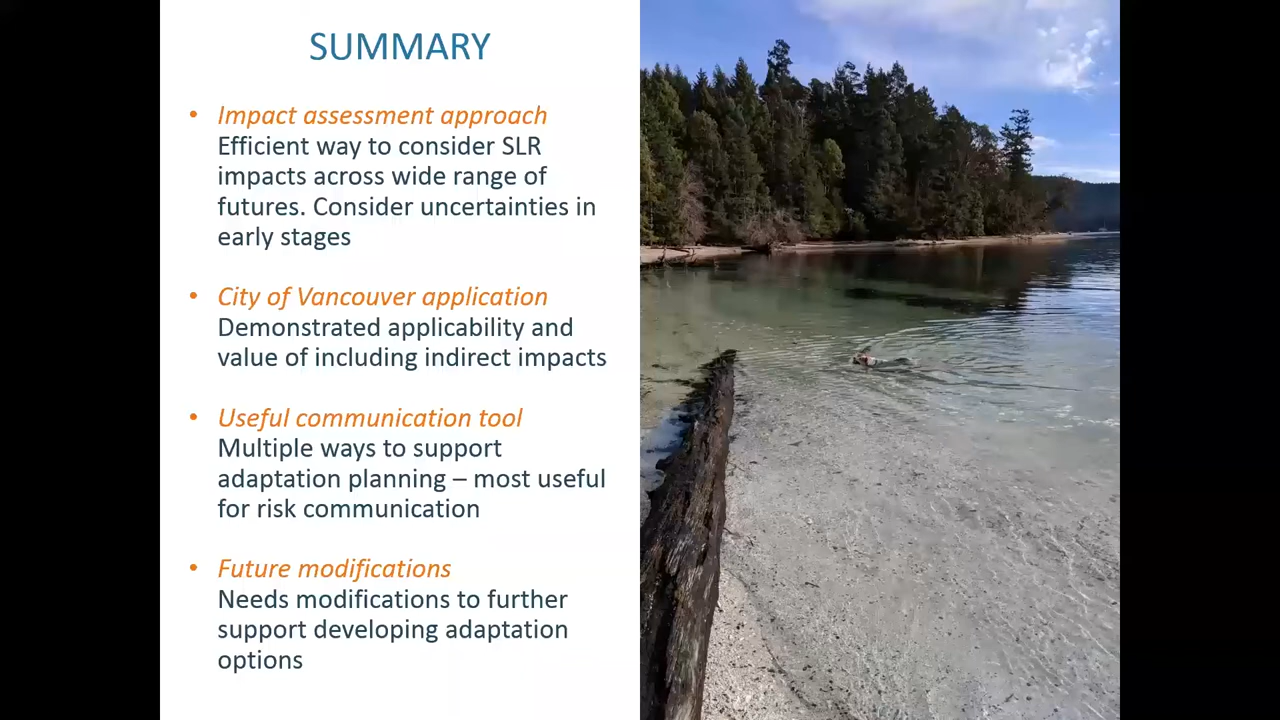 SUMMARY
• Impact assessment approach
Efficient way to consider SLR
impacts across wide range of
futures. Consider uncertainties in
early stages
• City of Vancouver application
Demonstrated applicability and
value of including indirect impacts
• Useful communication tool
Multiple ways to support
adaptation planning – most useful
for risk communication
• Future modifications
Needs modifications to further
support developing adaptation
options